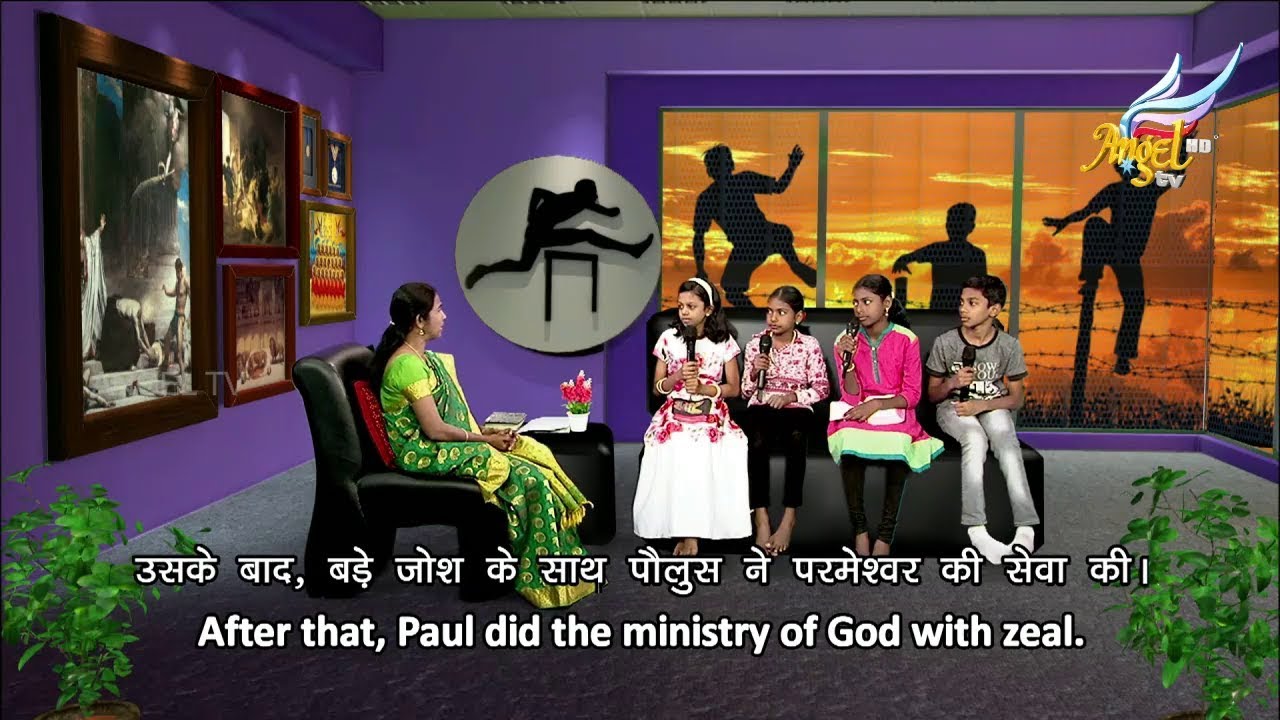 Angel HD
tv
उसके बाद, बड़े जोश के साथ पौलुस ने परमेश्वर की सेवा की।
After that, Paul did the ministry of God with zeal.